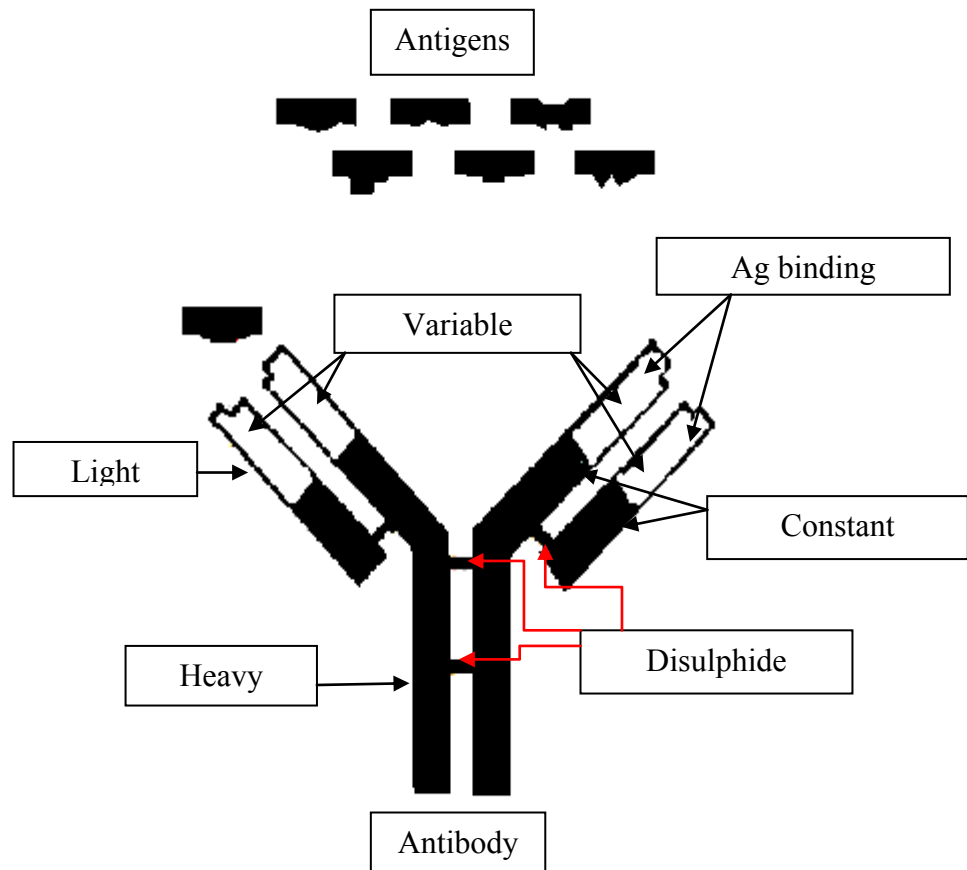 Antigens
Ag binding
Variable
Light
Constant
Disulphide
Heavy
Antibody